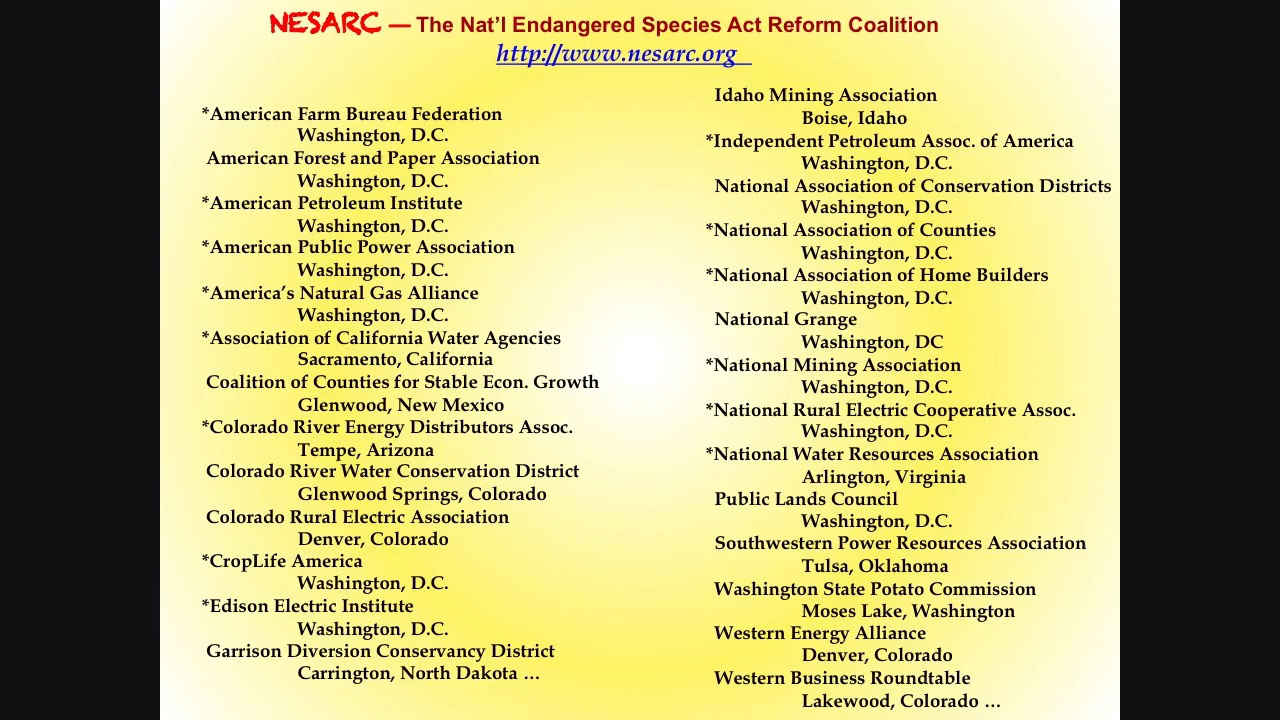 NESARC — The Nat’l Endangered Species Act Reform Coalition
http://www.nesarc.org
*American Farm Bureau Federation
Washington, D.C.
American Forest and Paper Association
Washington, D.C.
*American Petroleum Institute
Washington, D.C.
*American Public Power Association
Washington, D.C.
*America’s Natural Gas Alliance
Washington, D.C.
*Association of California Water Agencies
Sacramento, California
Coalition of Counties for Stable Econ. Growth
Glenwood, New Mexico
*Colorado River Energy Distributors Assoc.
Tempe, Arizona
Colorado River Water Conservation District
Glenwood Springs, Colorado
Colorado Rural Electric Association
Denver, Colorado
*CropLife America
Washington, D.C.
*Edison Electric Institute
Washington, D.C.
Garrison Diversion Conservancy District
Carrington, North Dakota …
Idaho Mining Association
Boise, Idaho
*Independent Petroleum Assoc. of America
Washington, D.C.
National Association of Conservation Districts
Washington, D.C.
*National Association of Counties
Washington, D.C.
*National Association of Home Builders
Washington, D.C.
National Grange
Washington, DC
*National Mining Association
Washington, D.C.
*National Rural Electric Cooperative Assoc.
Washington, D.C.
*National Water Resources Association
Arlington, Virginia
Public Lands Council
Washington, D.C.
Southwestern Power Resources Association
Tulsa, Oklahoma
Washington State Potato Commission
Moses Lake, Washington
Western Energy Alliance
Denver, Colorado
Western Business Roundtable
Lakewood, Colorado …